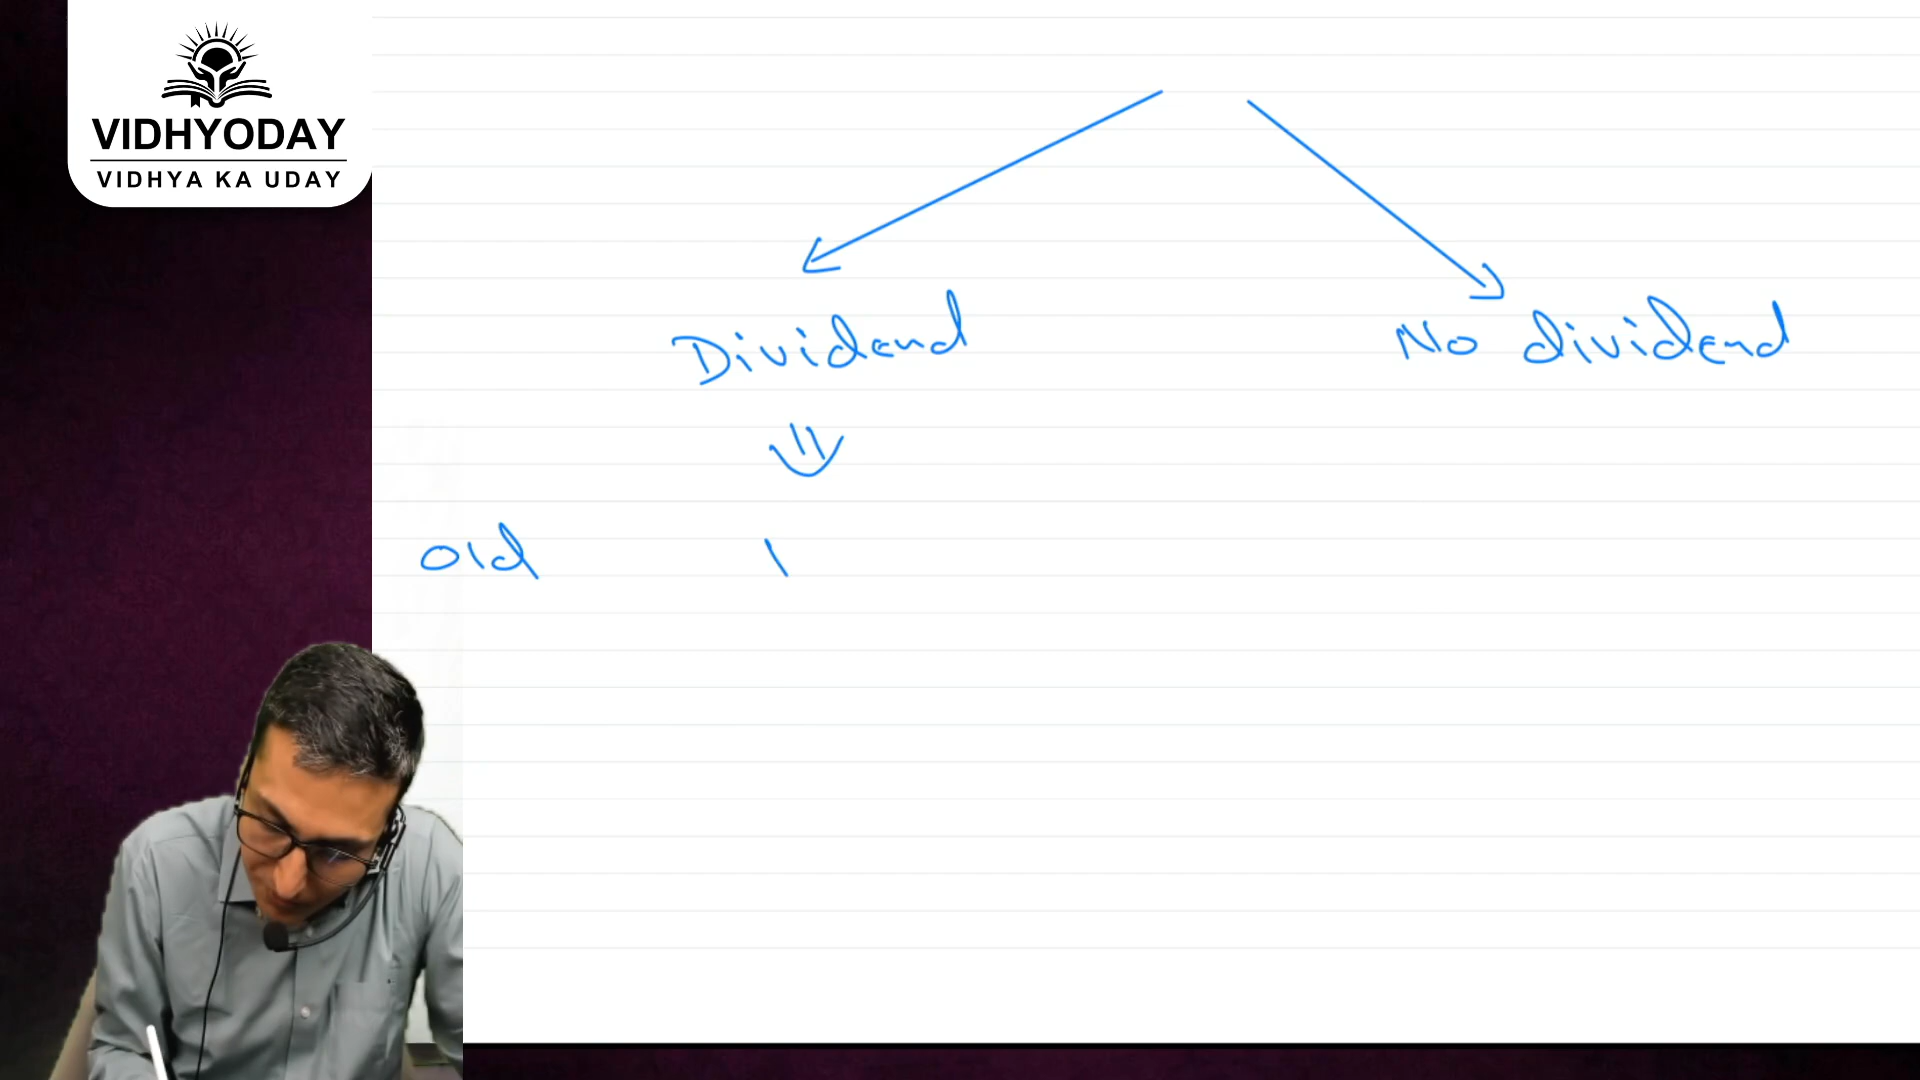 VIDHYODAY
VIDHYA KA UDAY
Dividend
No dividend
old